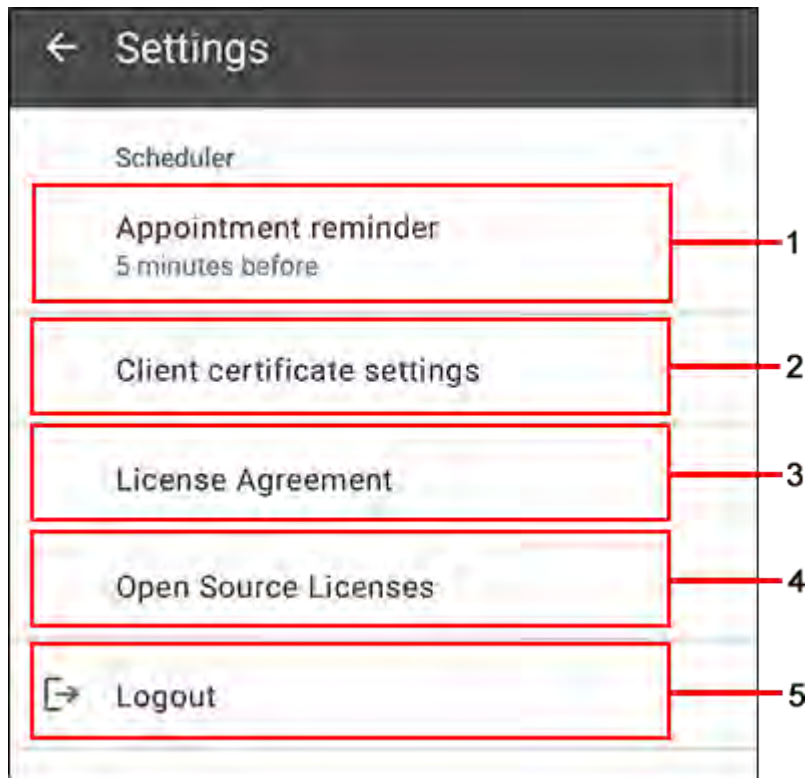 Settings
Scheduler
Appointment reminder
5 minutes before
1
Client certificate settings
2
License Agreement
3
Open Source Licenses
4
Logout
5